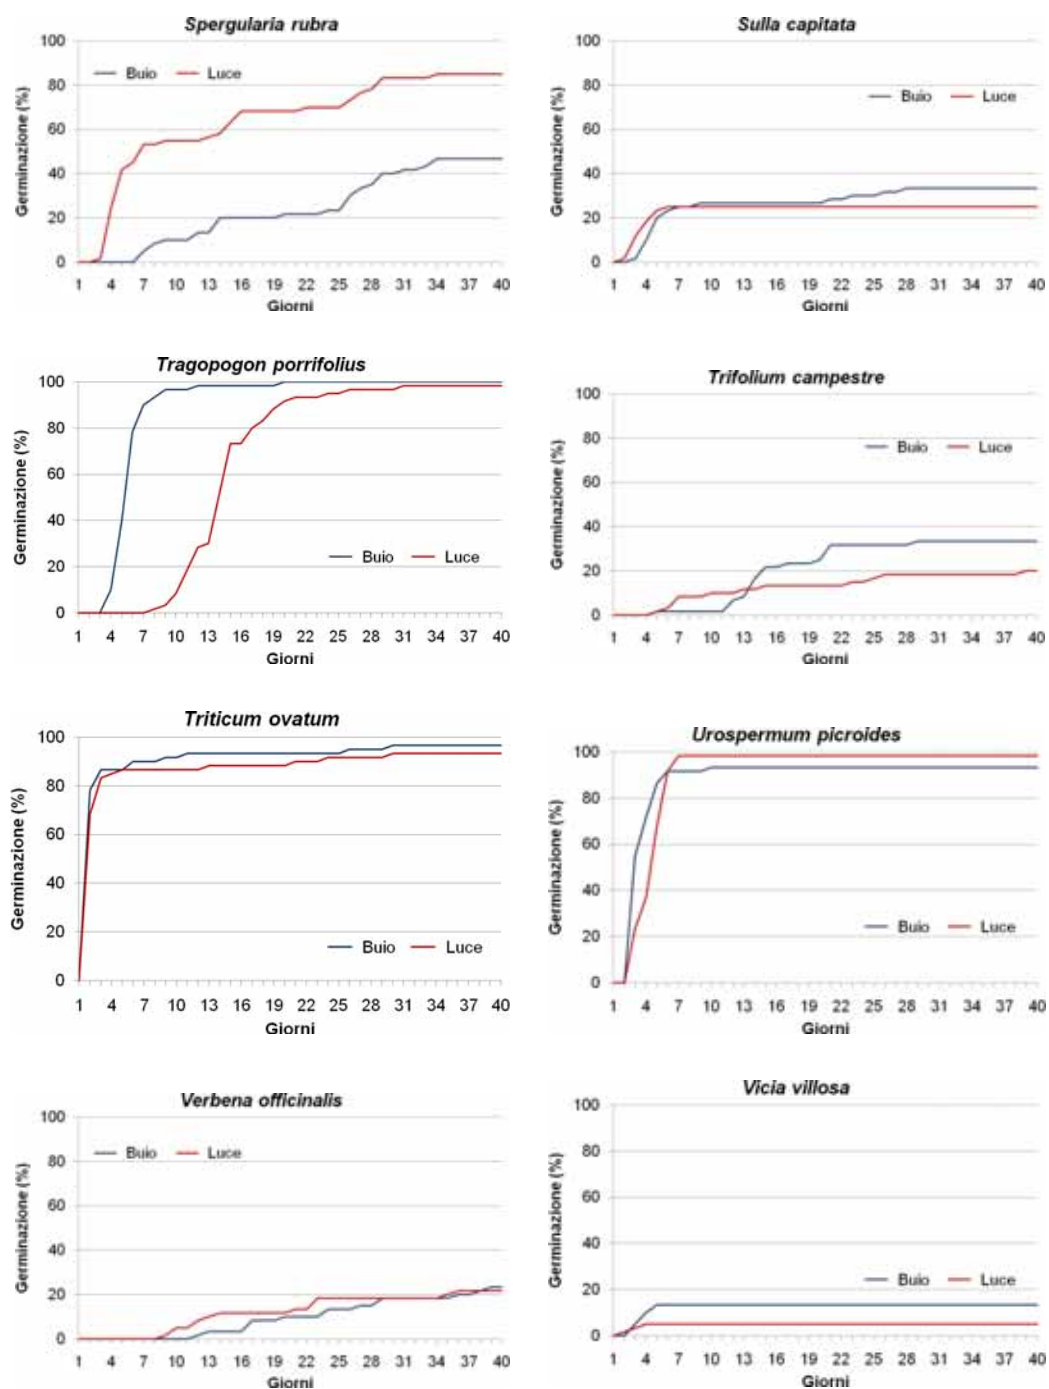 Spergularia rubra
100
80
60
40
20
0
Germinazione (%)
Buio Luce
1 4 7 10 13 16 19 22 25 28 31 34 37 40
Giorni
Sulla capitata
100
80
60
40
20
0
Germinazione (%)
Buio Luce
1 4 7 10 13 16 19 22 25 28 31 34 37 40
Giorni
Tragopogon porrifolius
100
80
60
40
20
0
Germinazione (%)
Buio Luce
1 4 7 10 13 16 19 22 25 28 31 34 37 40
Giorni
Trifolium campestre
100
80
60
40
20
0
Germinazione (%)
Buio Luce
1 4 7 10 13 16 19 22 25 28 31 34 37 40
Giorni
Triticum ovatum
100
80
60
40
20
0
Germinazione (%)
Buio Luce
1 4 7 10 13 16 19 22 25 28 31 34 37 40
Giorni
Urospermum picroides
100
80
60
40
20
0
Germinazione (%)
Buio Luce
1 4 7 10 13 16 19 22 25 28 31 34 37 40
Giorni
Verbena officinalis
100
80
60
40
20
0
Germinazione (%)
Buio Luce
1 4 7 10 13 16 19 22 25 28 31 34 37 40
Giorni
Vicia villosa
100
80
60
40
20
0
Germinazione (%)
Buio Luce
1 4 7 10 13 16 19 22 25 28 31 34 37 40
Giorni